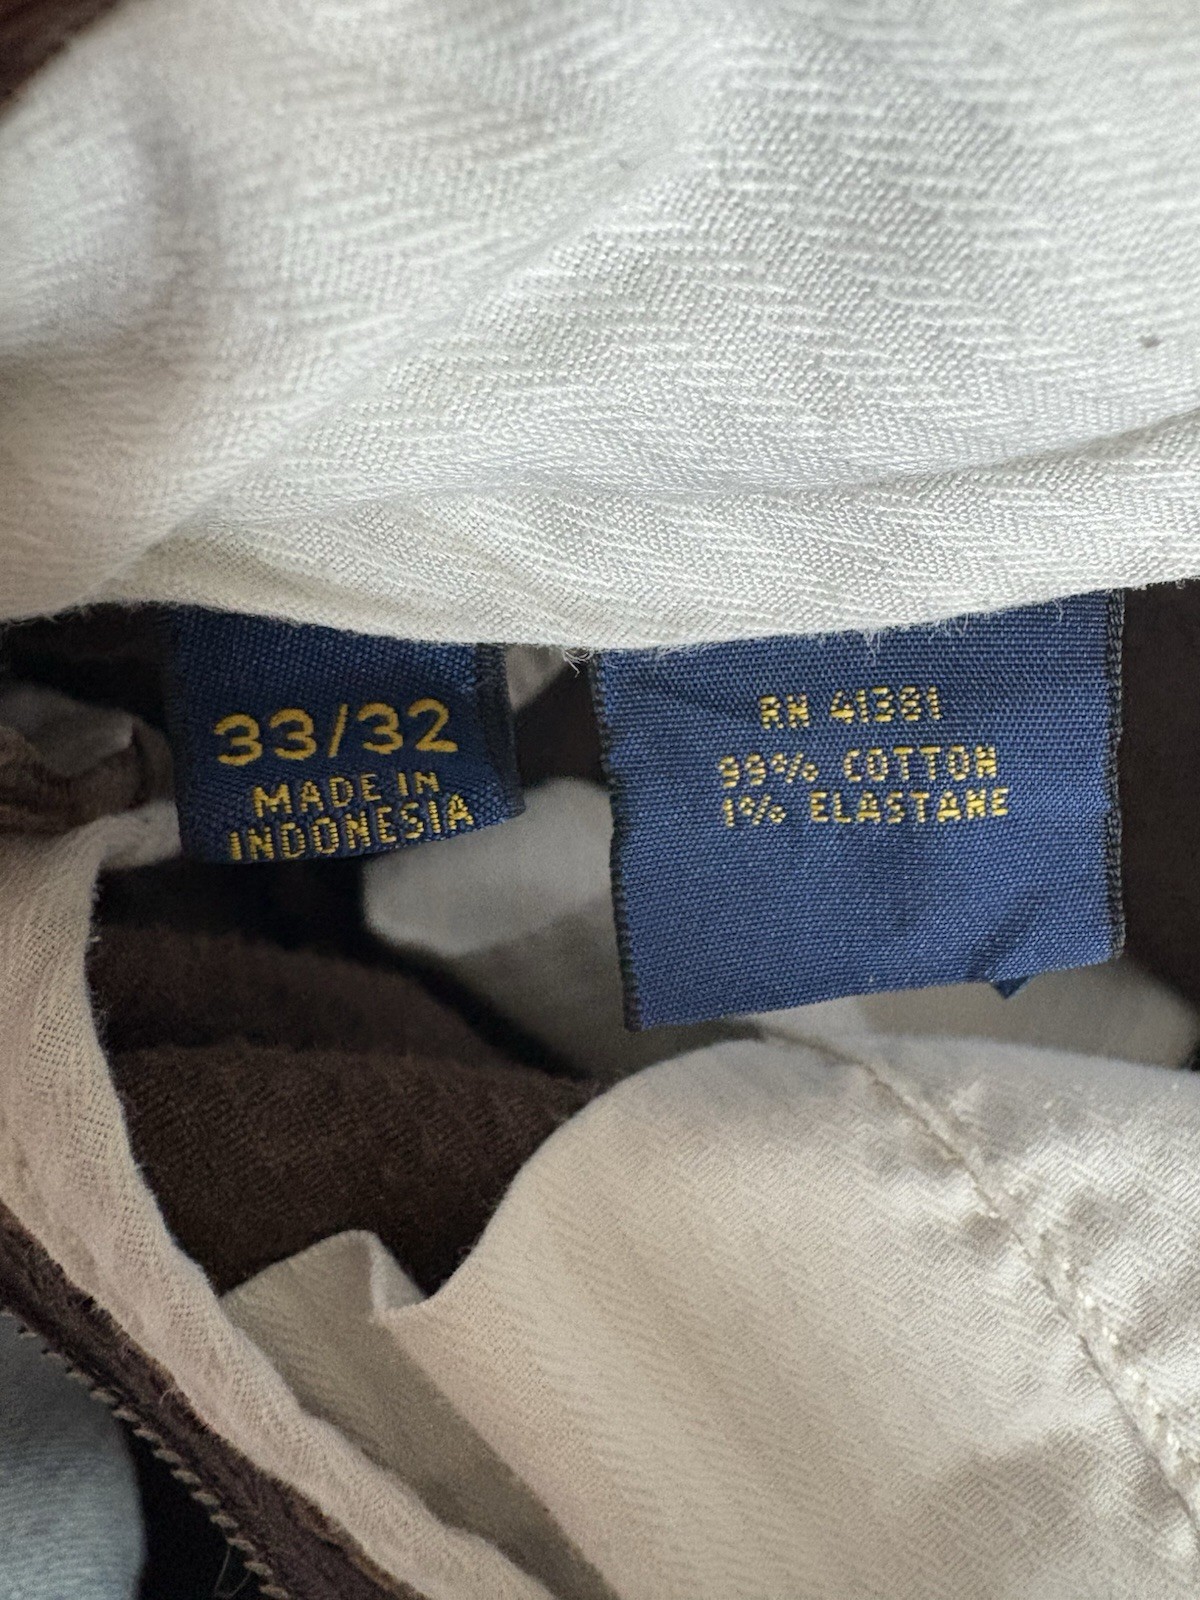 33/32
MADE IN
INDONESIA
RN 41381
99% COTTON
1% ELASTANE